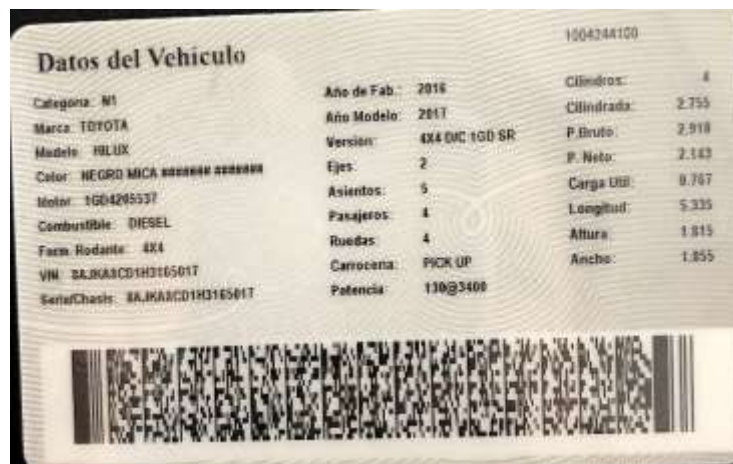 1004244100
Datos del Vehículo
Categoria: N1
Marca: TOYOTA
Modelo: HILUX
Color: NEGRO MICA ####### #######
Motor: 1GD4205537
Combustible: DIESEL
Form. Rodante: 4X4
VIN: 8AJKA8CD1H3165017
Serie/Chasis: 8AJKA8CD1H3165017
Año de Fab.: 2016
Año Modelo: 2017
Version: 4X4 D/C 1GD SR
Ejes: 2
Asientos: 5
Pasajeros: 4
Ruedas: 4
Carroceria: PICK UP
Potencia: 130@3400
Cilindros: 4
Cilindrada: 2.755
P.Bruto: 2.910
P. Neto: 2.143
Carga Util: 0.767
Longitud: 5.335
Altura: 1.815
Ancho: 1.855